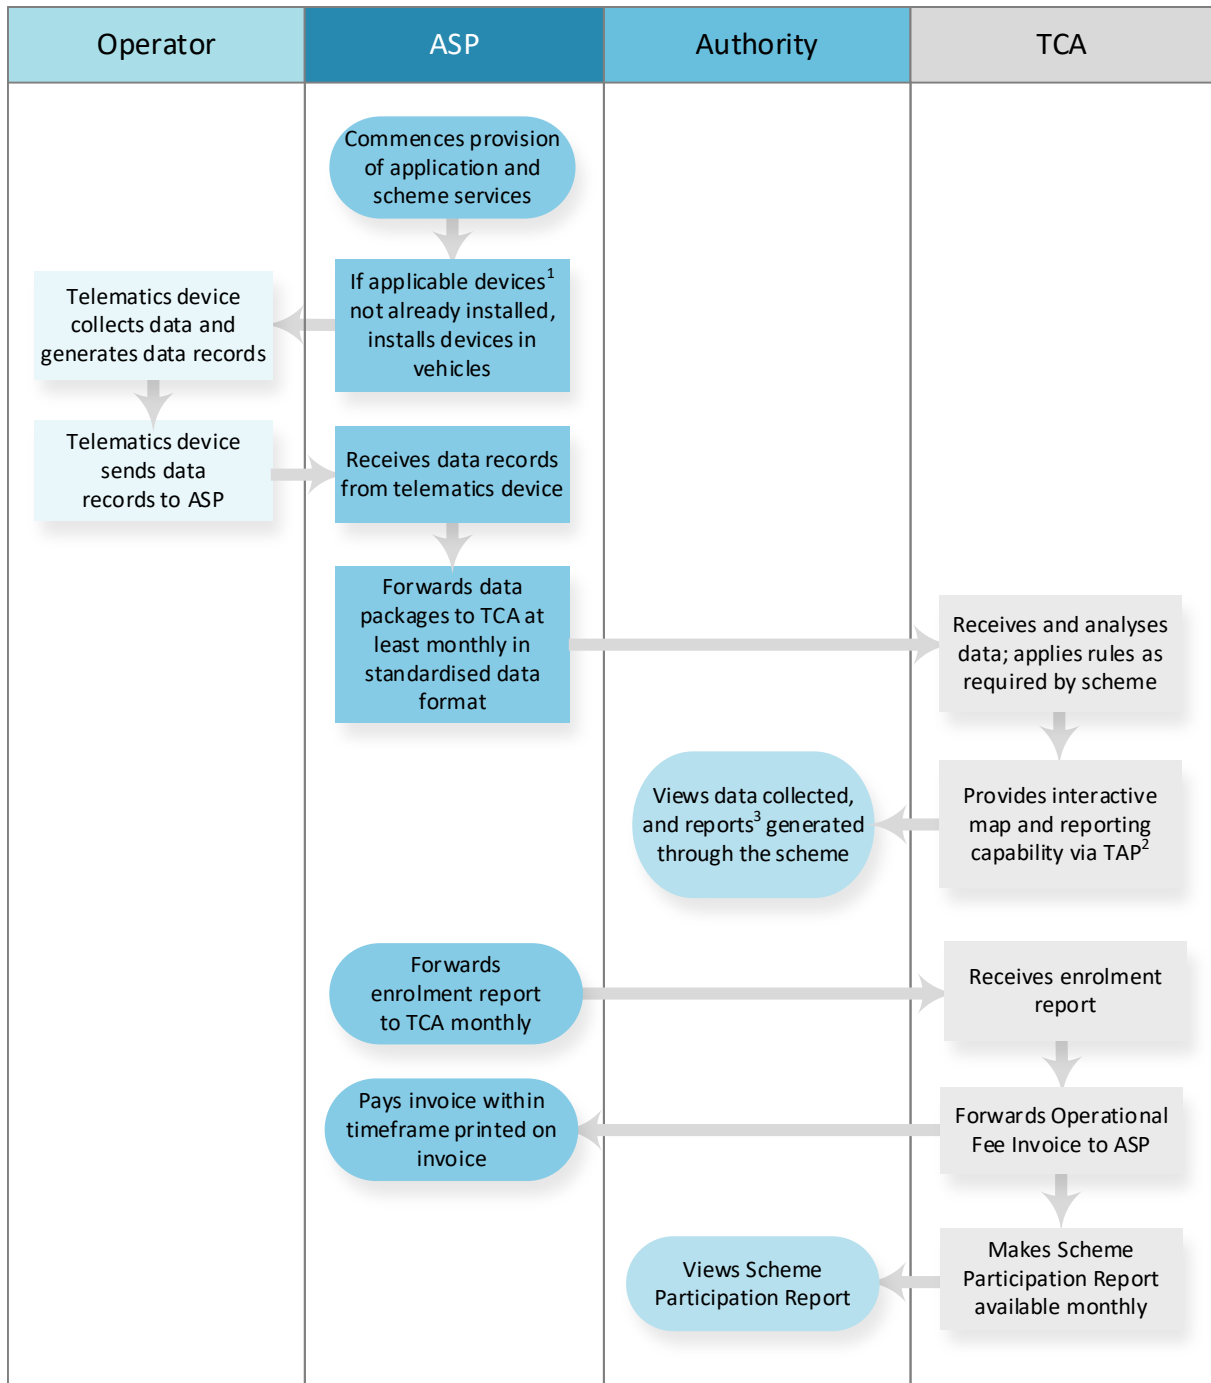 Operator
ASP
Authority
TCA
Commences provision
of application and
scheme services
If applicable devices1
not already installed,
installs devices in
vehicles
Telematics device
collects data and
generates data records
Telematics device
sends data
records to ASP
Receives data records
from telematics device
Forwards data
packages to TCA at
least monthly in
standardised data
format
Receives and analyses
data; applies rules as
required by scheme
Provides interactive
map and reporting
capability via TAP2
Views data collected,
and reports3 generated
through the scheme
Forwards
enrolment report
to TCA monthly
Receives enrolment
report
Forwards Operational
Fee Invoice to ASP
Pays invoice within
timeframe printed on
invoice
Makes Scheme
Participation Report
available monthly
Views Scheme
Participation Report